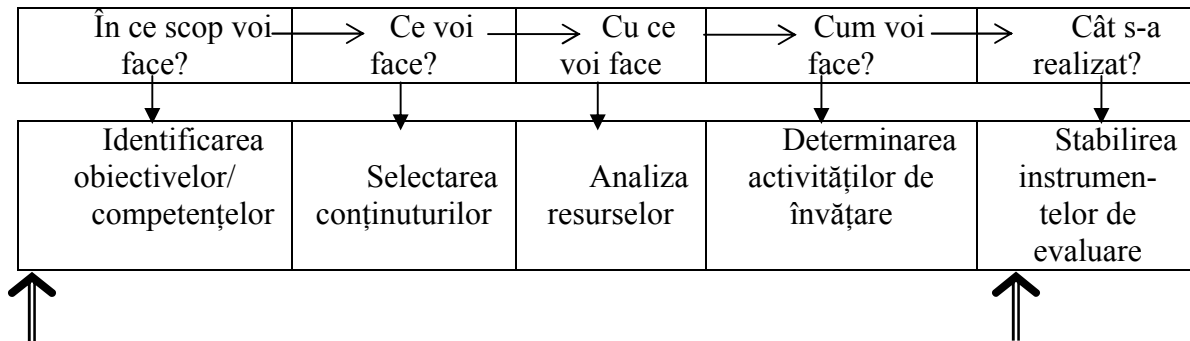 În ce scop voi
face?
Ce voi
face?
Cu ce
voi face
Cum voi
face?
Cât s-a
realizat?
Identificarea
obiectivelor/
competențelor
Selectarea
conținuturilor
Analiza
resurselor
Determinarea
activităților de
învățare
Stabilirea
instrumen-
telor de
evaluare